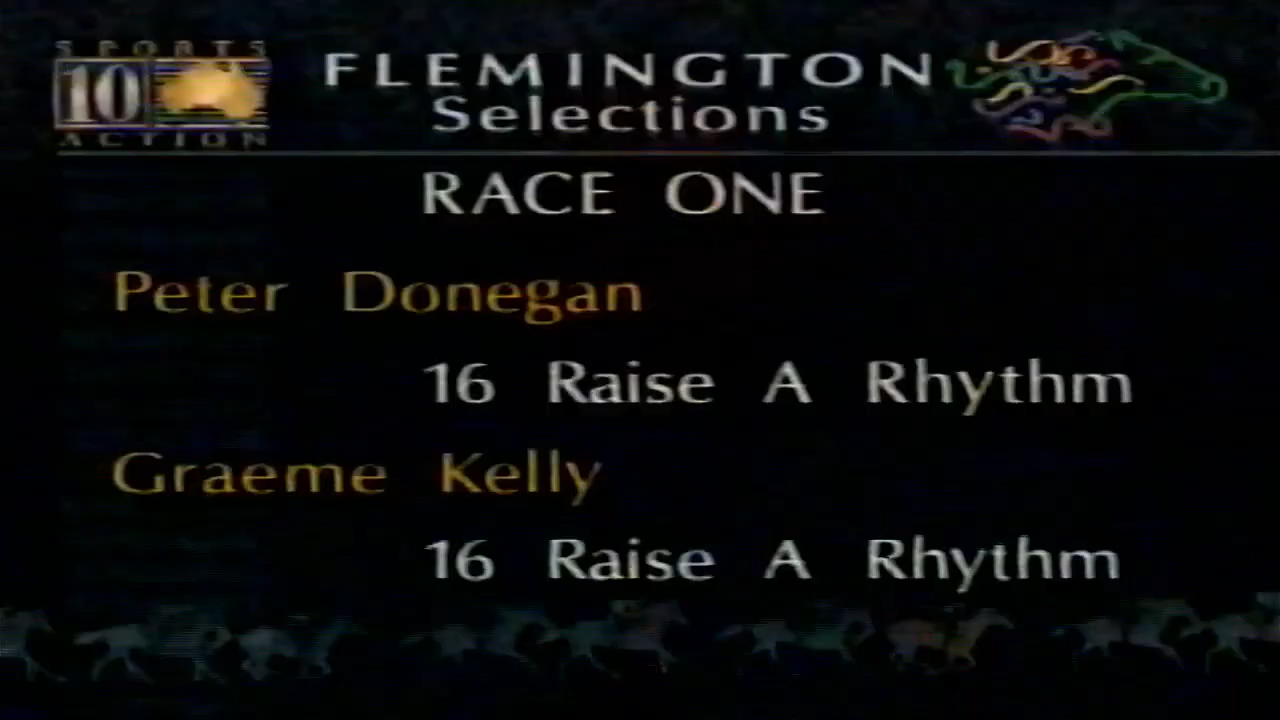 SPORTS
10
ACTION
FLEMINGTON
Selections
RACE ONE
Peter Donegan
16 Raise A Rhythm
Graeme Kelly
16 Raise A Rhythm